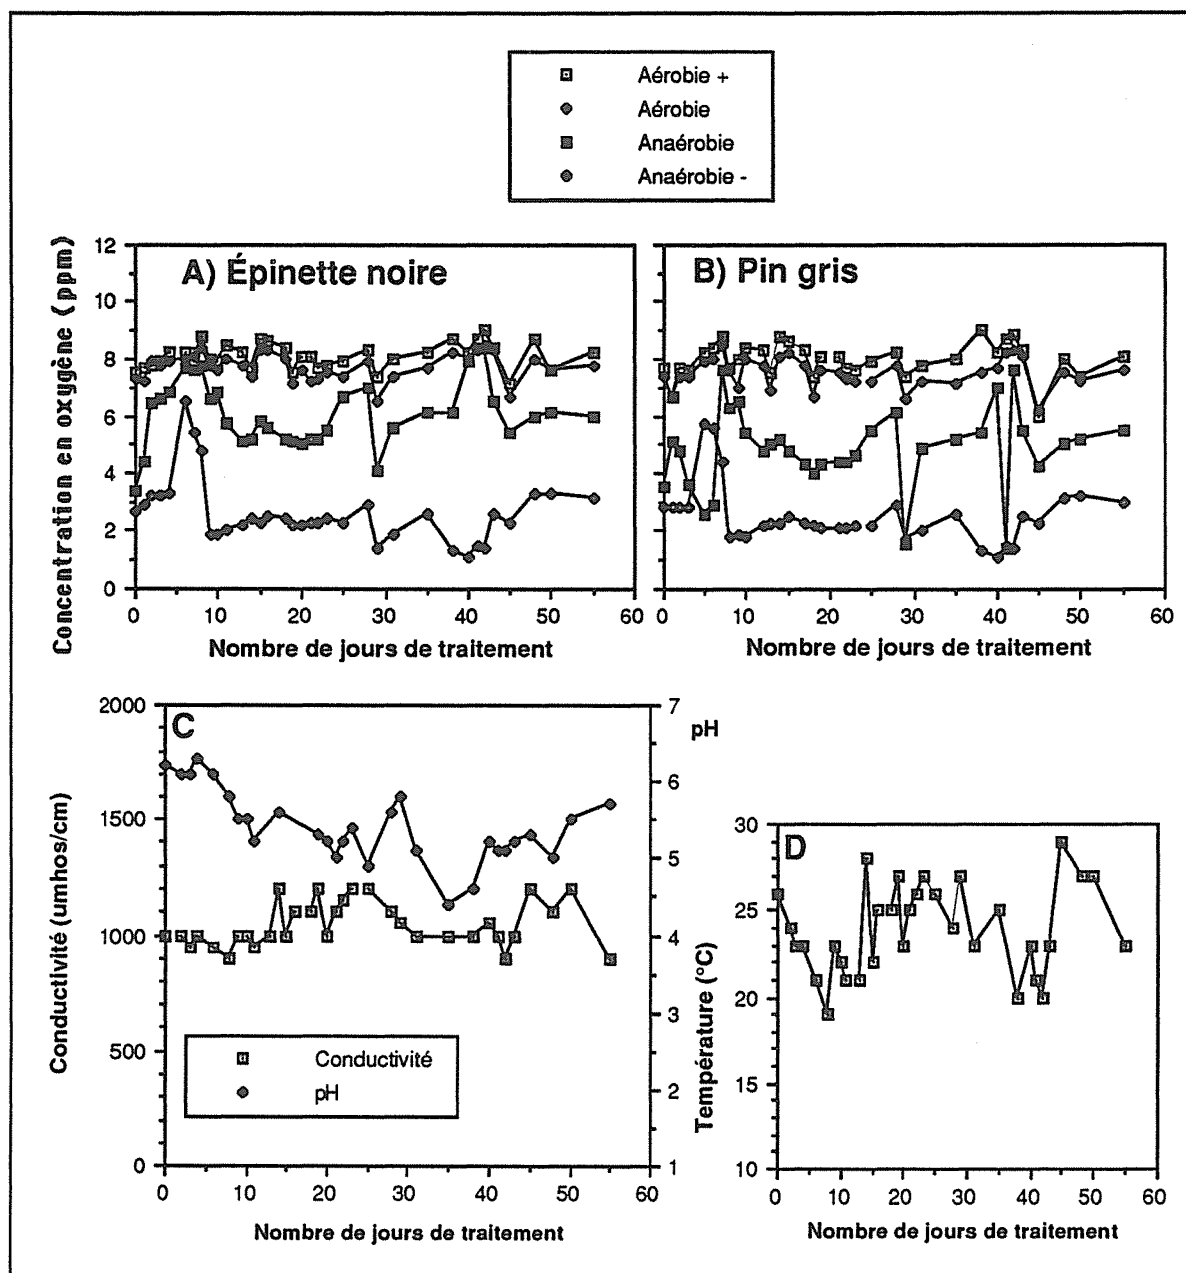 Aérobie +
Aérobie
Anaérobie
Anaérobie -
Concentration en oxygène (ppm)
A) Épinette noire
12
10
8
6
4
2
0
0 10 20 30 40 50 60
Nombre de jours de traitement
B) Pin gris
0 10 20 30 40 50 60
Nombre de jours de traitement
C
Conductivité (umhos/cm)
2000
1500
1000
500
0
pH
7
6
5
4
3
2
1
Conductivité
pH
0 10 20 30 40 50 60
Nombre de jours de traitement
D
Température (°C)
30
25
20
15
10
0 10 20 30 40 50 60
Nombre de jours de traitement